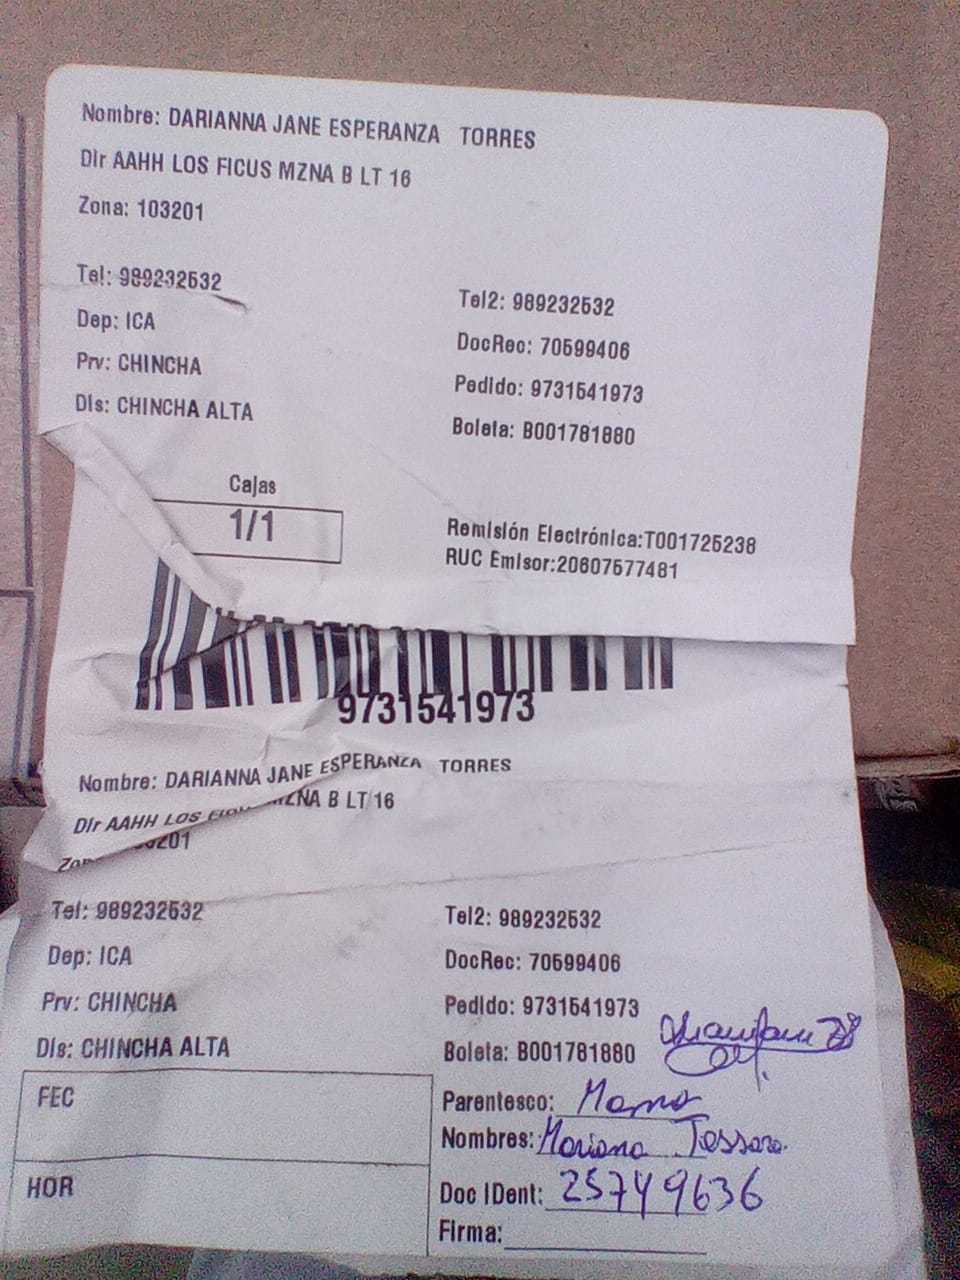 Nombre: DARIANNA JANE ESPERANZA TORRES
Dir AAHH LOS FICUS MZNA B LT 16
Zona: 103201
Tel: 989232532
Tel2: 989232532
Dep: ICA
DocRec: 70599406
Prv: CHINCHA
Pedido: 9731541973
Dis: CHINCHA ALTA
Boleta: B001781880
Cajas
1/1
Remisión Electrónica:T001725238
RUC Emisor:20607577481
9731541973
Nombre: DARIANNA JANE ESPERANZA TORRES
Dir AAHH LOS MZNA B LT 16
Tel: 989232532
Tel2: 989232532
Dep: ICA
DocRec: 70599406
Prv: CHINCHA
Pedido: 9731541973
Dis: CHINCHA ALTA
Boleta: B001781880
FEC
Parentesco: Mama
Nombres: Mariana
HOR
Doc IDent: 25749636
Firma: